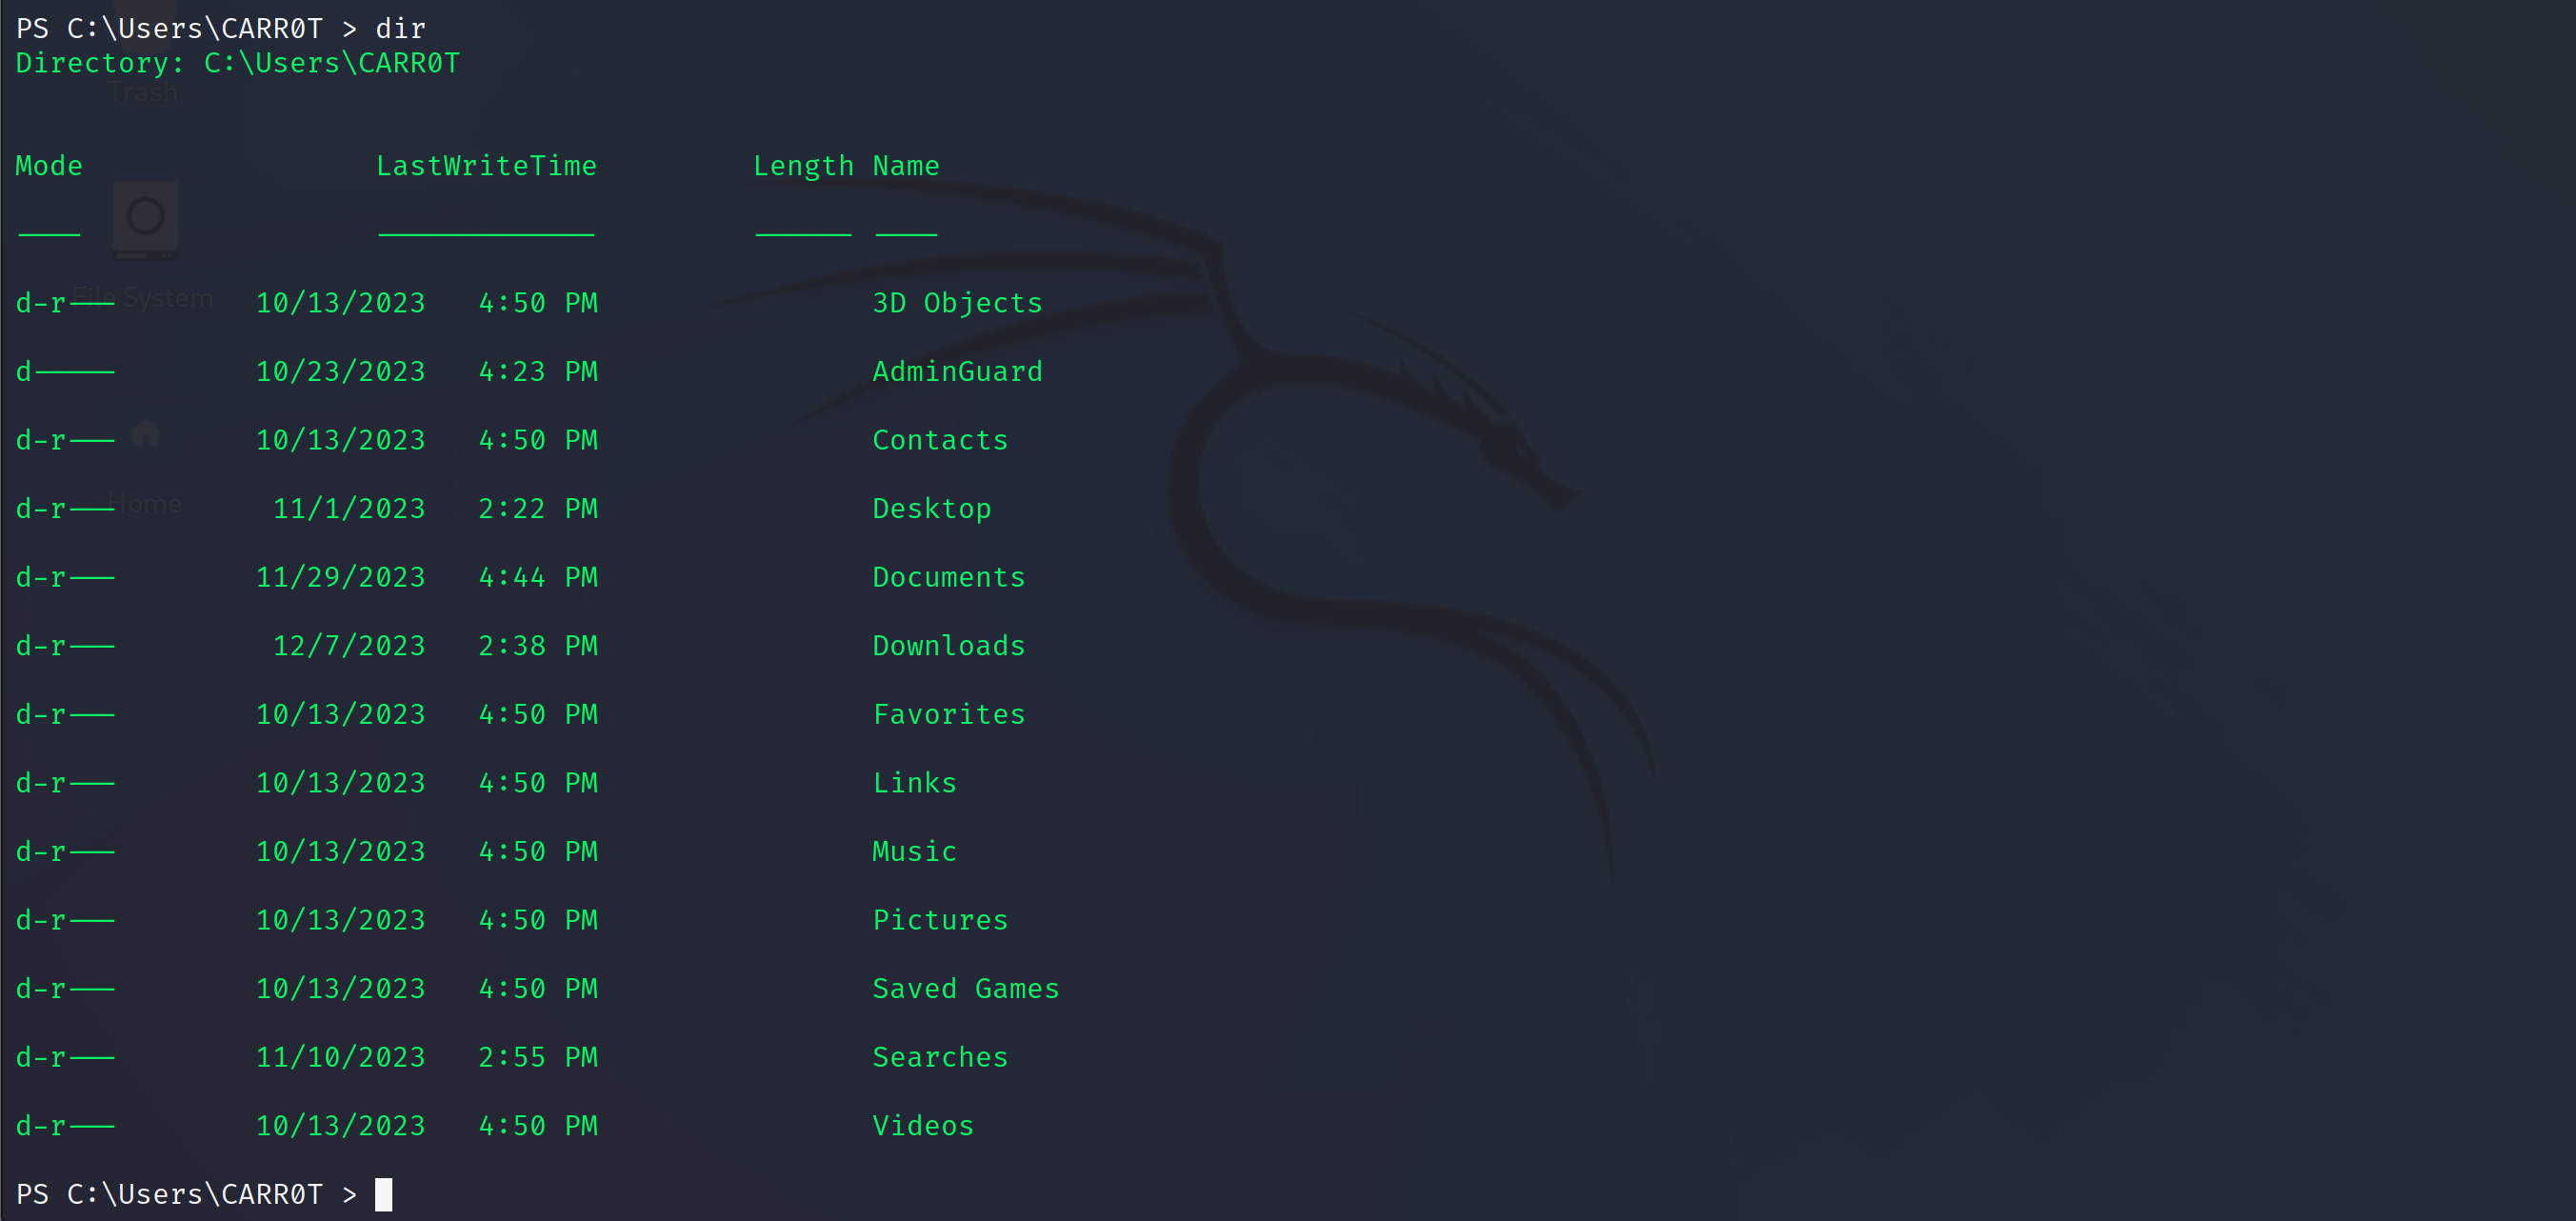 PS C:\Users\CARR0T > dir
Directory: C:\Users\CARR0T
Trash
Mode LastWriteTime Length Name
---- ------------- ------ ----
File System
d-r--- 10/13/2023 4:50 PM 3D Objects
d----- 10/23/2023 4:23 PM AdminGuard
d-r--- 10/13/2023 4:50 PM Contacts
Home
d-r--- 11/1/2023 2:22 PM Desktop
d-r--- 11/29/2023 4:44 PM Documents
d-r--- 12/7/2023 2:38 PM Downloads
d-r--- 10/13/2023 4:50 PM Favorites
d-r--- 10/13/2023 4:50 PM Links
d-r--- 10/13/2023 4:50 PM Music
d-r--- 10/13/2023 4:50 PM Pictures
d-r--- 10/13/2023 4:50 PM Saved Games
d-r--- 11/10/2023 2:55 PM Searches
d-r--- 10/13/2023 4:50 PM Videos
PS C:\Users\CARR0T >